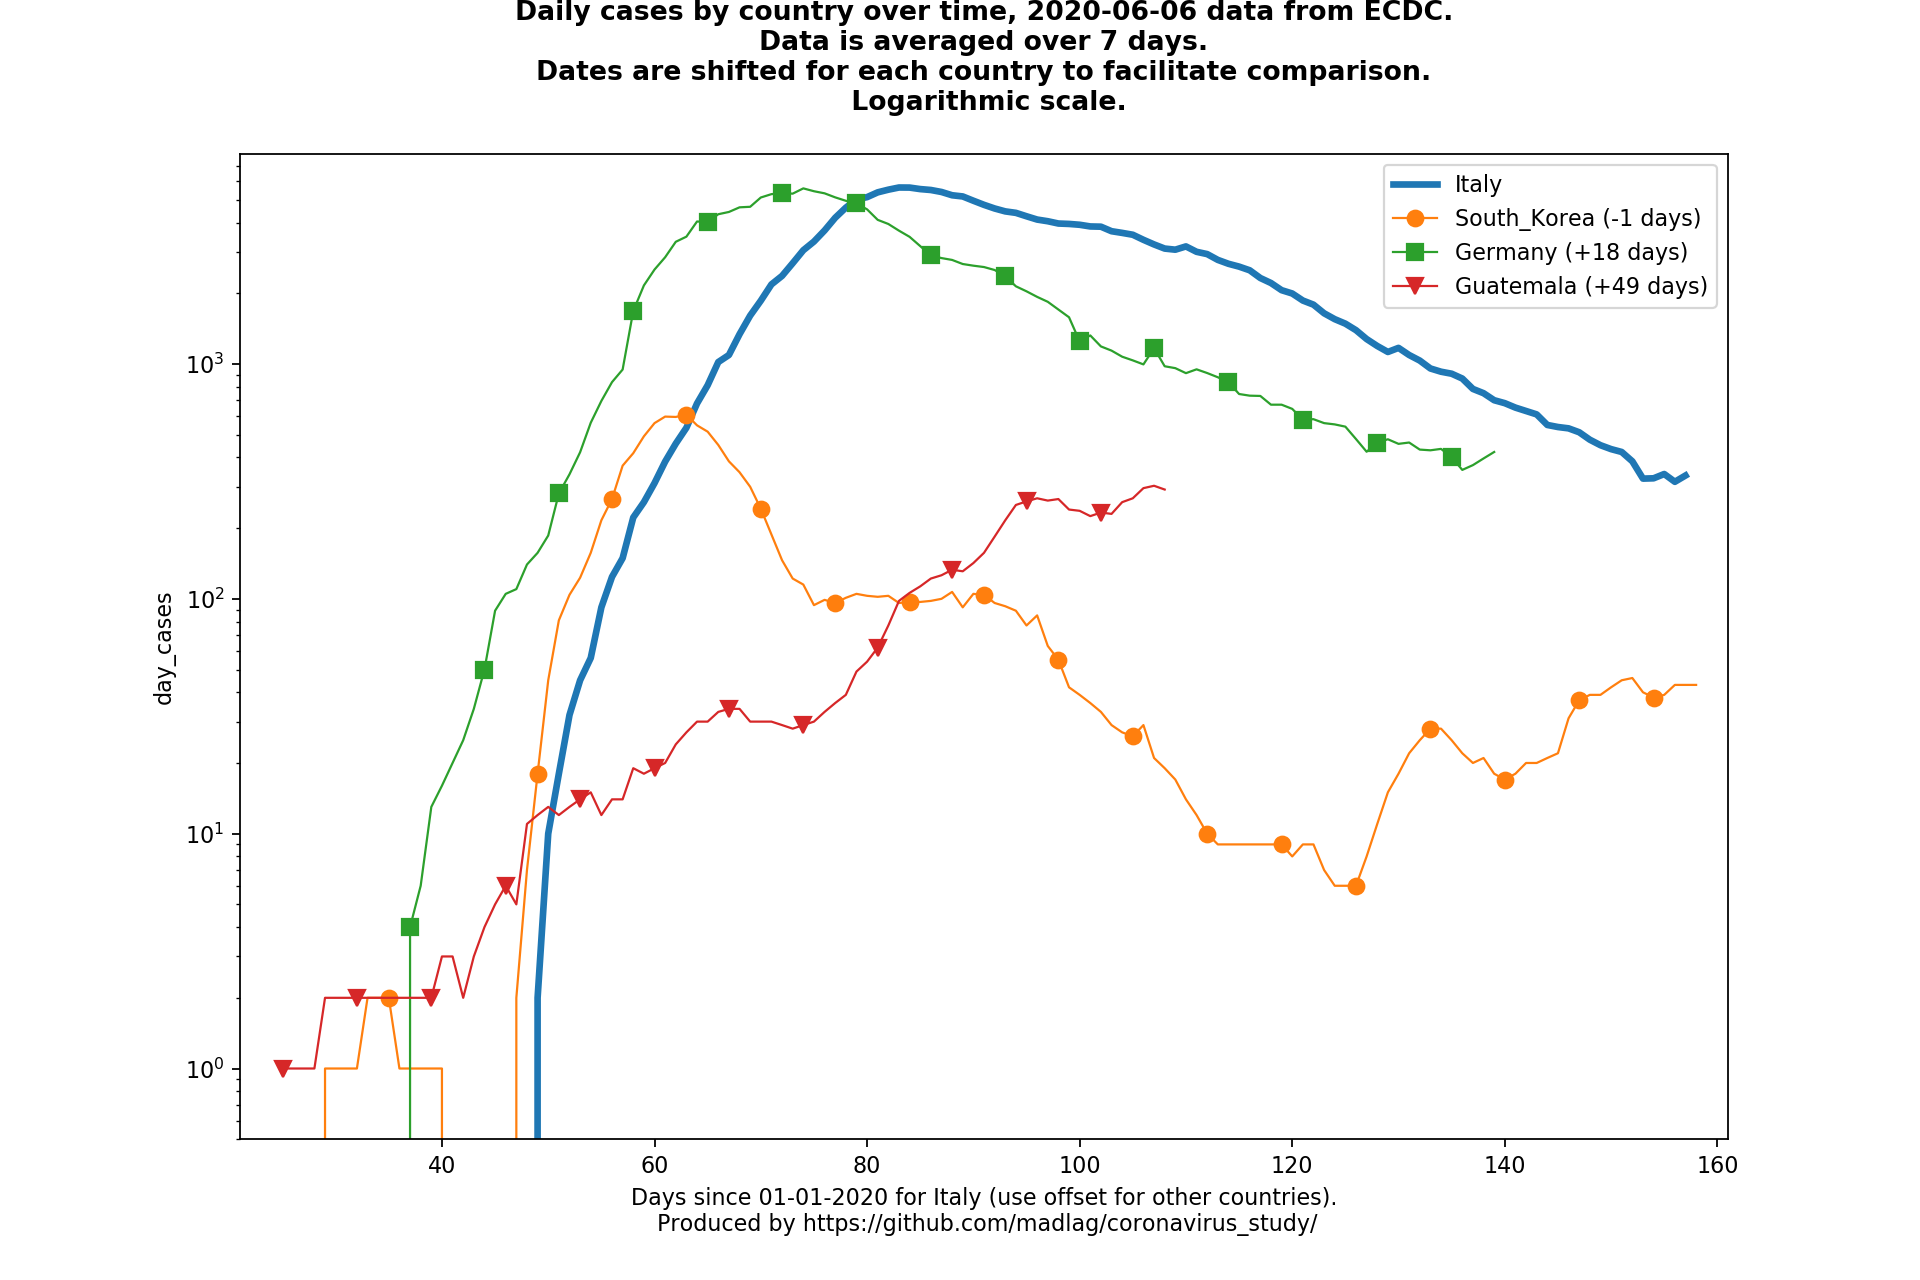 Daily cases by country over time, 2020-06-06 data from ECDC.
Data is averaged over 7 days.
Dates are shifted for each country to facilitate comparison.
Logarithmic scale.
Italy
South_Korea (-1 days)
Germany (+18 days)
Guatemala (+49 days)
day_cases
10³
10²
10¹
10⁰
40 60 80 100 120 140 160
Days since 01-01-2020 for Italy (use offset for other countries).
Produced by https://github.com/madlag/coronavirus_study/